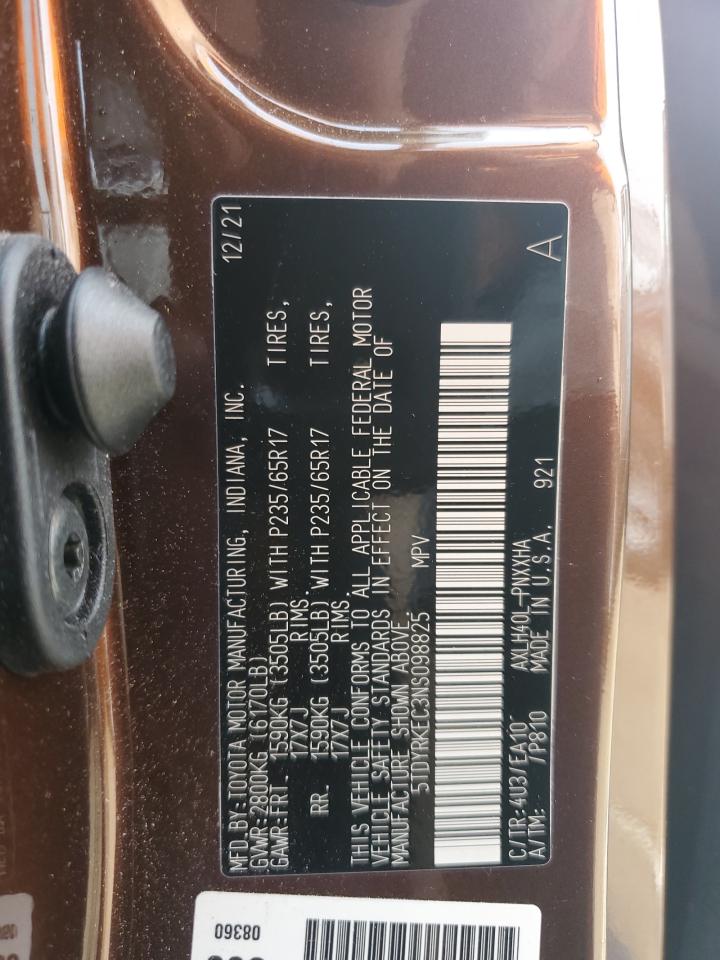 MFD. BY: TOYOTA MOTOR MANUFACTURING, INDIANA, INC. 12/21
GVWR: 2800KG (6170LB)
GAWR: FRT. 1590KG (3505LB) WITH P235/65R17 TIRES,
17X7J RIMS.
RR. 1590KG (3505LB) WITH P235/65R17 TIRES,
17X7J RIMS.
THIS VEHICLE CONFORMS TO ALL APPLICABLE FEDERAL MOTOR
VEHICLE SAFETY STANDARDS IN EFFECT ON THE DATE OF
MANUFACTURE SHOWN ABOVE.
5TDYRKEC3NS098825 MPV
C/TR: 4U3/EA10 AXLH40L-PNXXHA 921
A/TM: /P810 MADE IN U.S.A. A
08360